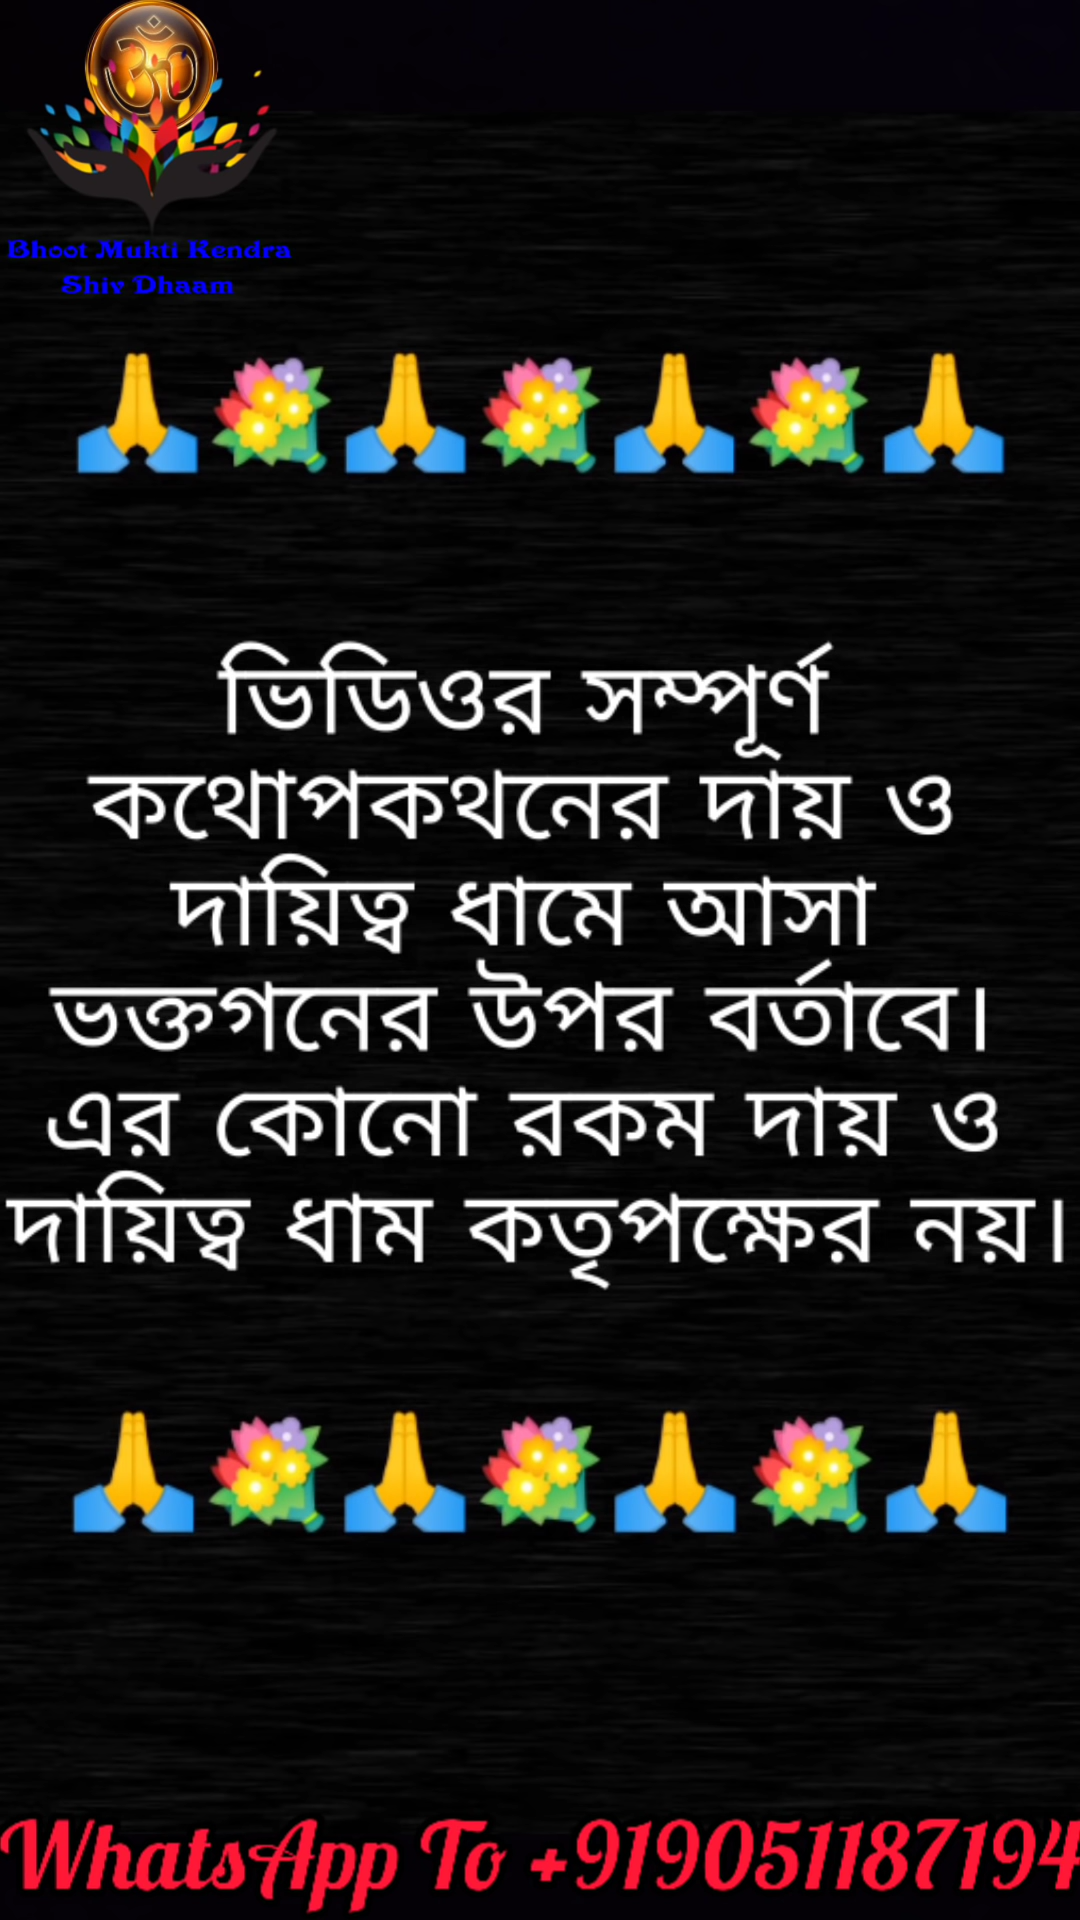 Bhoot Mukti Kendra
Shiv Dhaam
🙏💐🙏💐🙏💐🙏
ভিডিওর সম্পূর্ণ
কথোপকথনের দায় ও
দায়িত্ব ধামে আসা
ভক্তগনের উপর বর্তাবে।
এর কোনো রকম দায় ও
দায়িত্ব ধাম কতৃপক্ষের নয়।
🙏💐🙏💐🙏💐🙏
WhatsApp To +919051187194